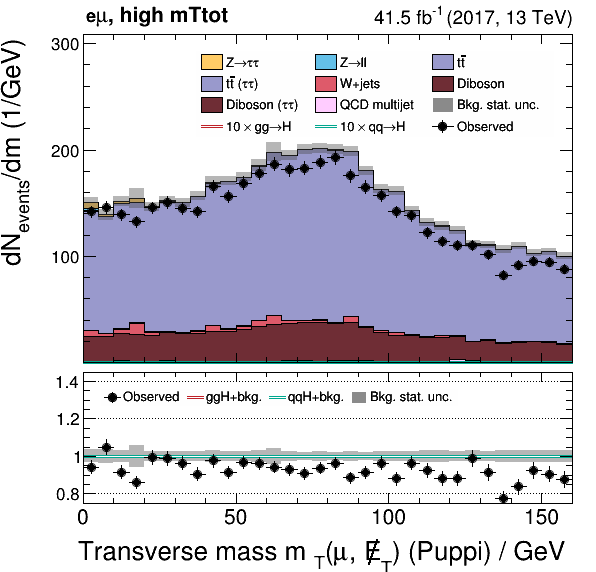 eμ, high mTtot 41.5 fb⁻¹ (2017, 13 TeV)
dN_events/dm (1/GeV)
300
200
100
Z→ττ Z→ll tt̄
tt̄ (ττ) W+jets Diboson
Diboson (ττ) QCD multijet Bkg. stat. unc.
10 × gg→H 10 × qq→H Observed
1.4
1.2
1
0.8
Observed ggH+bkg. qqH+bkg. Bkg. stat. unc.
0 50 100 150
Transverse mass m_T(μ, E̸_T) (Puppi) / GeV